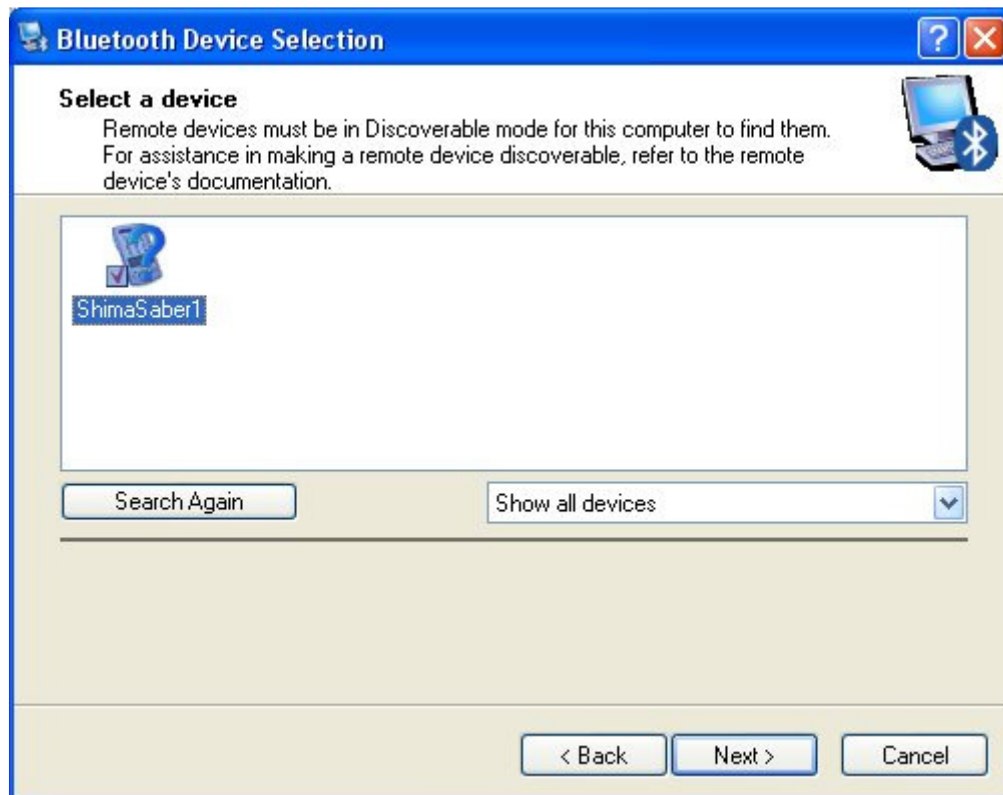 Bluetooth Device Selection
Select a device
Remote devices must be in Discoverable mode for this computer to find them.
For assistance in making a remote device discoverable, refer to the remote
device's documentation.
ShimaSaber1
Search Again
Show all devices
< Back
Next >
Cancel